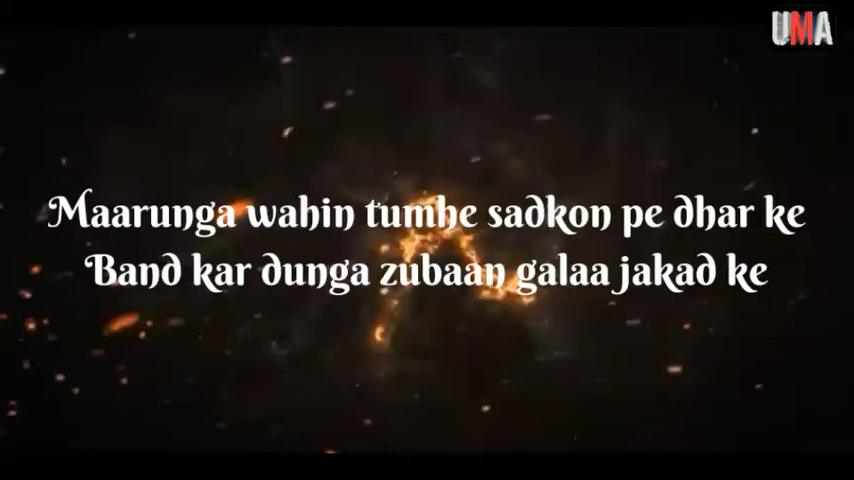 UMA
Maarunga wahin tumhe sadkon pe dhar ke
Band kar dunga zubaan galaa jakad ke